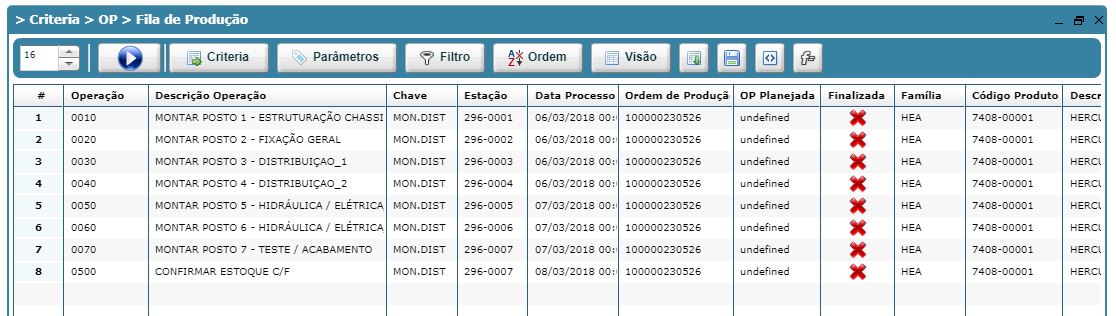 > Criteria > OP > Fila de Produção
16 Criteria Parâmetros Filtro Ordem Visão
# Operação Descrição Operação Chave Estação Data Processo Ordem de Produçã OP Planejada Finalizada Família Código Produto Descr
1 0010 MONTAR POSTO 1 - ESTRUTURAÇÃO CHASSI MON.DIST 296-0001 06/03/2018 00: 100000230526 undefined HEA 7408-00001 HERCU
2 0020 MONTAR POSTO 2 - FIXAÇÃO GERAL MON.DIST 296-0002 06/03/2018 00: 100000230526 undefined HEA 7408-00001 HERCU
3 0030 MONTAR POSTO 3 - DISTRIBUIÇAO_1 MON.DIST 296-0003 06/03/2018 00: 100000230526 undefined HEA 7408-00001 HERCU
4 0040 MONTAR POSTO 4 - DISTRIBUIÇAO_2 MON.DIST 296-0004 06/03/2018 00: 100000230526 undefined HEA 7408-00001 HERCU
5 0050 MONTAR POSTO 5 - HIDRÁULICA / ELÉTRICA MON.DIST 296-0005 07/03/2018 00: 100000230526 undefined HEA 7408-00001 HERCU
6 0060 MONTAR POSTO 6 - HIDRÁULICA / ELÉTRICA MON.DIST 296-0006 07/03/2018 00: 100000230526 undefined HEA 7408-00001 HERCU
7 0070 MONTAR POSTO 7 - TESTE / ACABAMENTO MON.DIST 296-0007 07/03/2018 00: 100000230526 undefined HEA 7408-00001 HERCU
8 0500 CONFIRMAR ESTOQUE C/F MON.DIST 296-0007 08/03/2018 00: 100000230526 undefined HEA 7408-00001 HERCU